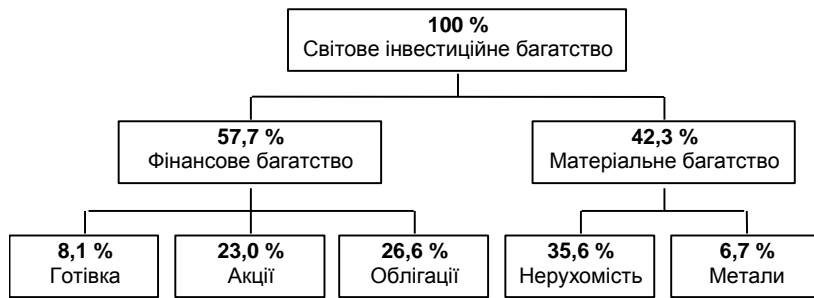 100 %
Світове інвестиційне багатство
57,7 %
Фінансове багатство
42,3 %
Матеріальне багатство
8,1 %
Готівка
23,0 %
Акції
26,6 %
Облігації
35,6 %
Нерухомість
6,7 %
Метали